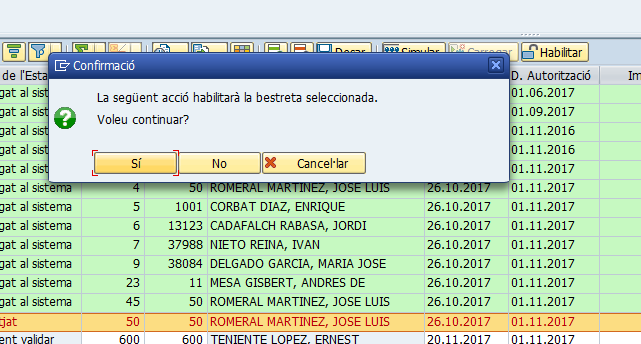 Desar Simular Carregar Habilitar
de l'Esta D. Autorització Im
Confirmació
La següent acció habilitarà la bestreta seleccionada.
Voleu continuar?
Sí No Cancel·lar
gat al sistema 01.06.2017
gat al sistema 01.09.2017
gat al sistema 01.11.2016
gat al sistema 01.11.2016
gat al sistema 01.11.2017
gat al sistema 4 50 ROMERAL MARTINEZ, JOSE LUIS 26.10.2017 01.11.2017
gat al sistema 5 1001 CORBAT DIAZ, ENRIQUE 26.10.2017 01.11.2017
gat al sistema 6 13123 CADAFALCH RABASA, JORDI 26.10.2017 01.11.2017
gat al sistema 7 37988 NIETO REINA, IVAN 26.10.2017 01.11.2017
gat al sistema 9 38084 DELGADO GARCIA, MARIA JOSE 26.10.2017 01.11.2017
gat al sistema 23 11 MESA GISBERT, ANDRES DE 26.10.2017 01.11.2017
gat al sistema 45 50 ROMERAL MARTINEZ, JOSE LUIS 26.10.2017 01.11.2017
tjat 50 50 ROMERAL MARTINEZ, JOSE LUIS 26.10.2017 01.11.2017
ent validar 600 600 TENIENTE LOPEZ, ERNEST 20.11.2017 01.11.2017